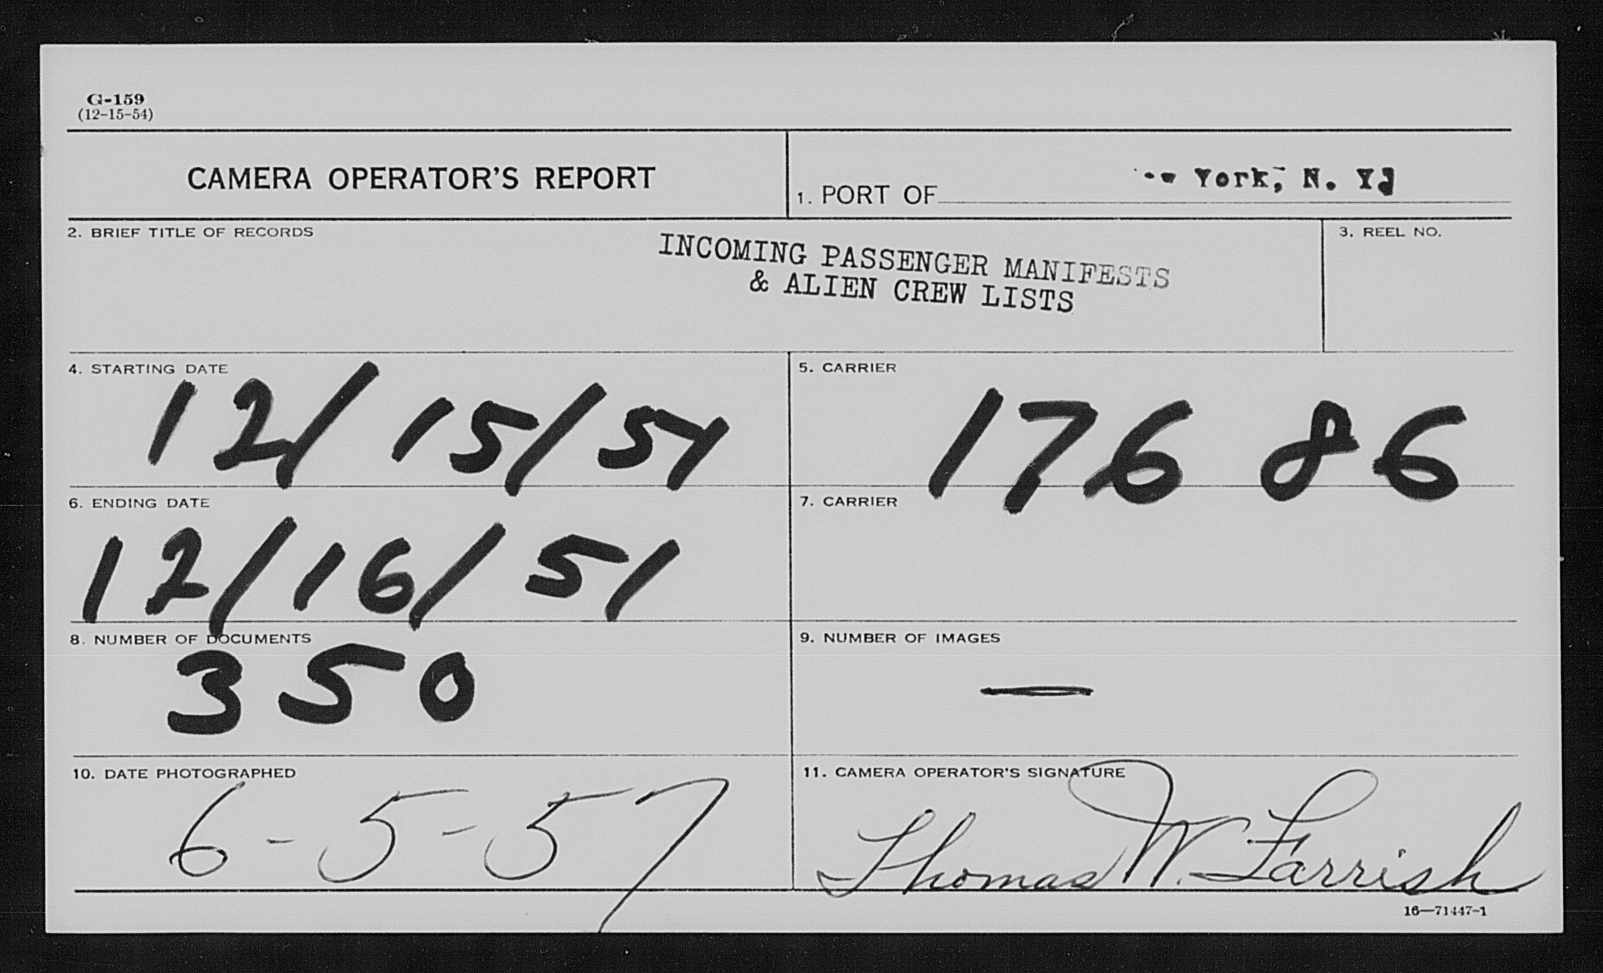 G-159
(12-15-54)
CAMERA OPERATOR'S REPORT
1. PORT OF York, N. Y.
2. BRIEF TITLE OF RECORDS
INCOMING PASSENGER MANIFESTS
& ALIEN CREW LISTS
3. REEL NO.
4. STARTING DATE
12/15/51
5. CARRIER
17686
6. ENDING DATE
12/16/51
7. CARRIER
8. NUMBER OF DOCUMENTS
350
9. NUMBER OF IMAGES
—
10. DATE PHOTOGRAPHED
6-5-57
11. CAMERA OPERATOR'S SIGNATURE
Thomas W. Farrish
16—71447-1